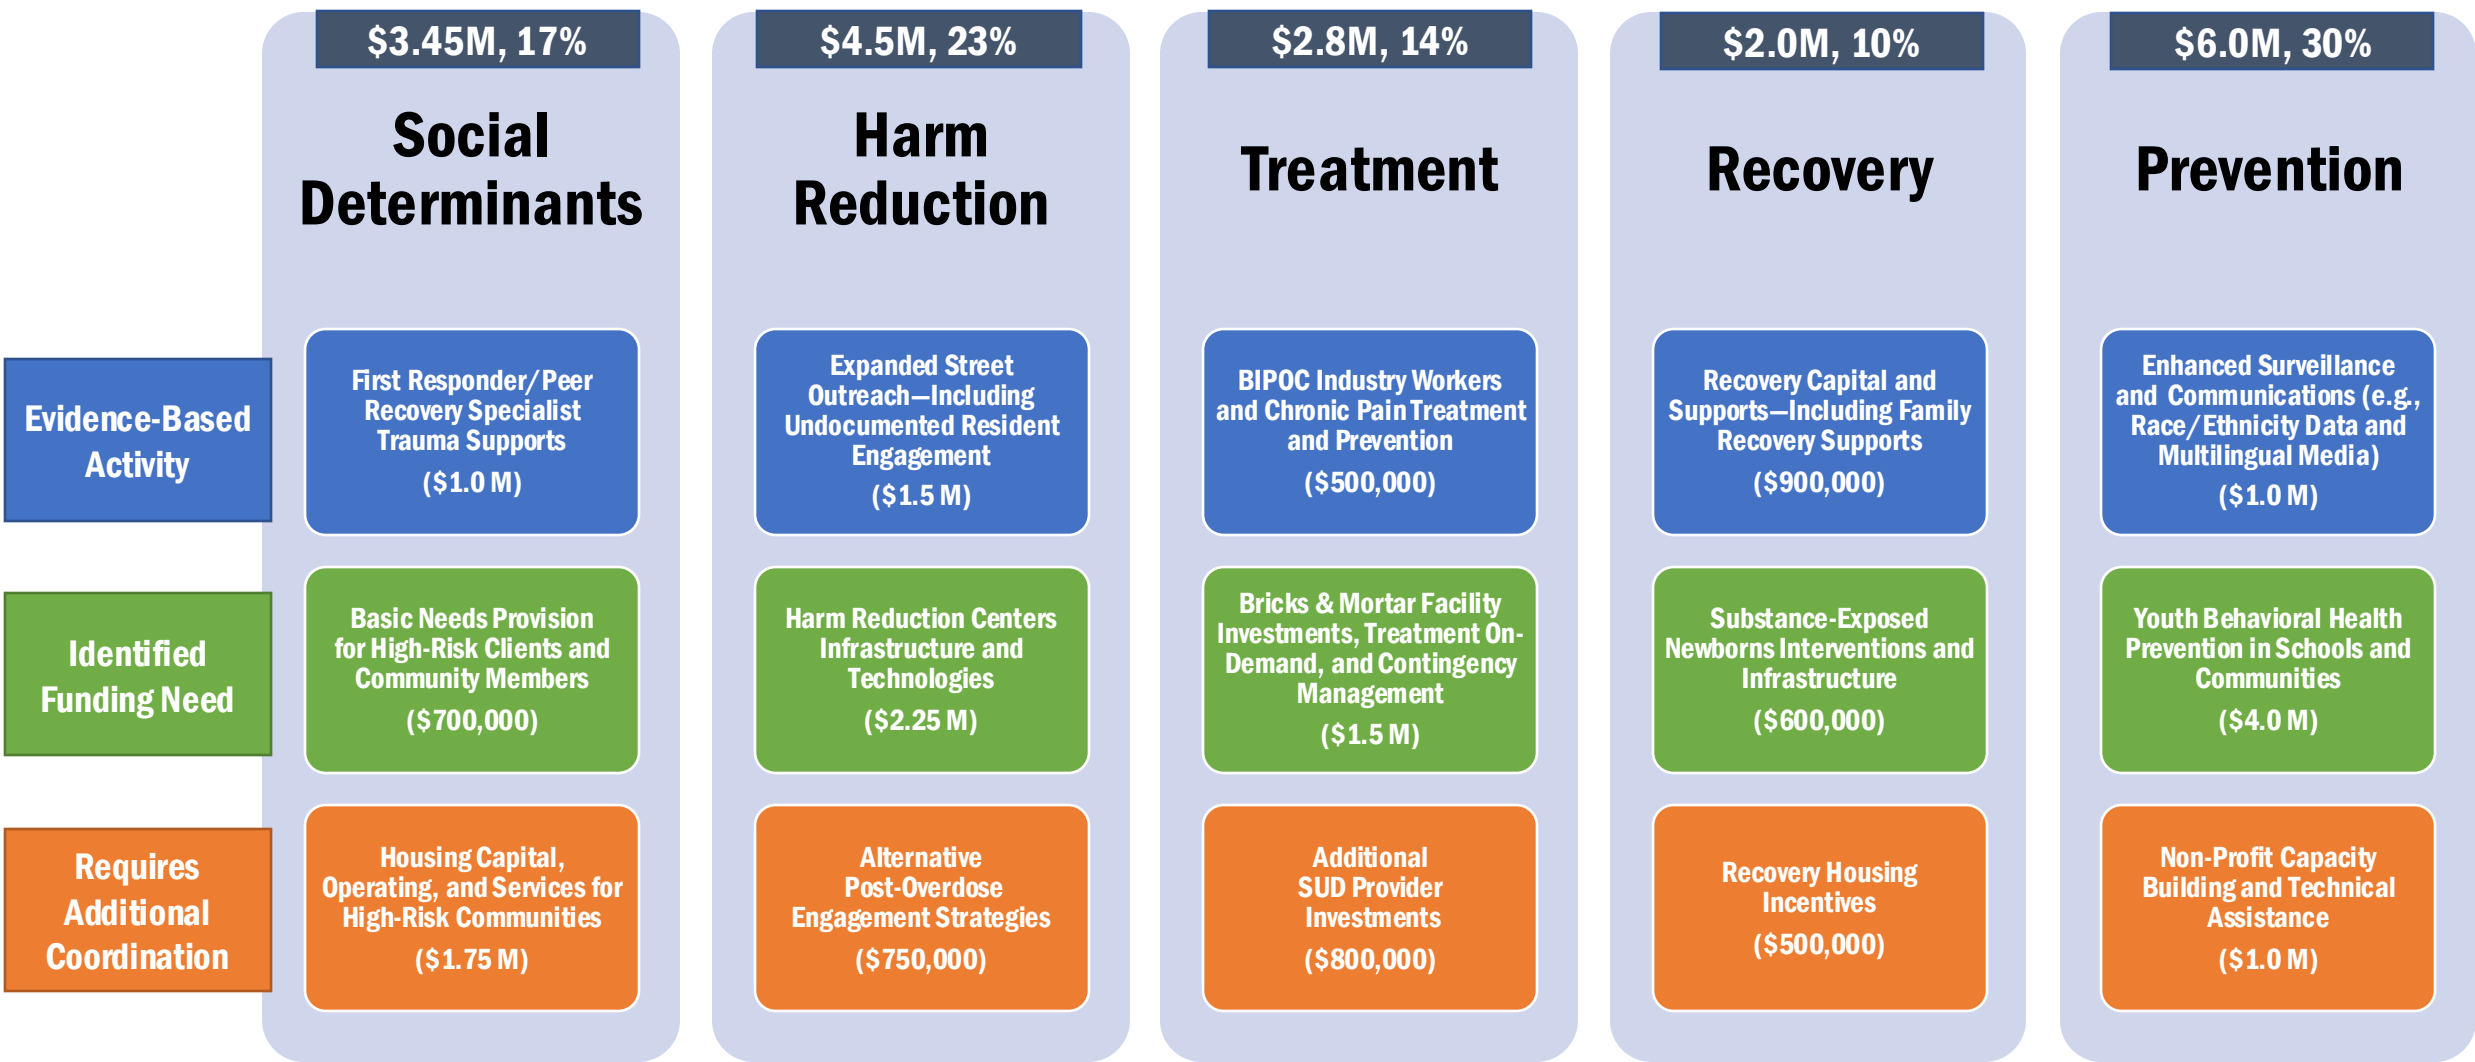 $3.45M, 17%
Social
Determinants
$4.5M, 23%
Harm
Reduction
$2.8M, 14%
Treatment
$2.0M, 10%
Recovery
$6.0M, 30%
Prevention
Evidence-Based
Activity
First Responder/Peer
Recovery Specialist
Trauma Supports
($1.0 M)
Expanded Street
Outreach—Including
Undocumented Resident
Engagement
($1.5 M)
BIPOC Industry Workers
and Chronic Pain Treatment
and Prevention
($500,000)
Recovery Capital and
Supports—Including Family
Recovery Supports
($900,000)
Enhanced Surveillance
and Communications (e.g.,
Race/Ethnicity Data and
Multilingual Media)
($1.0 M)
Identified
Funding Need
Basic Needs Provision
for High-Risk Clients and
Community Members
($700,000)
Harm Reduction Centers
Infrastructure and
Technologies
($2.25 M)
Bricks & Mortar Facility
Investments, Treatment On-
Demand, and Contingency
Management
($1.5 M)
Substance-Exposed
Newborns Interventions and
Infrastructure
($600,000)
Youth Behavioral Health
Prevention in Schools and
Communities
($4.0 M)
Requires
Additional
Coordination
Housing Capital,
Operating, and Services for
High-Risk Communities
($1.75 M)
Alternative
Post-Overdose
Engagement Strategies
($750,000)
Additional
SUD Provider
Investments
($800,000)
Recovery Housing
Incentives
($500,000)
Non-Profit Capacity
Building and Technical
Assistance
($1.0 M)